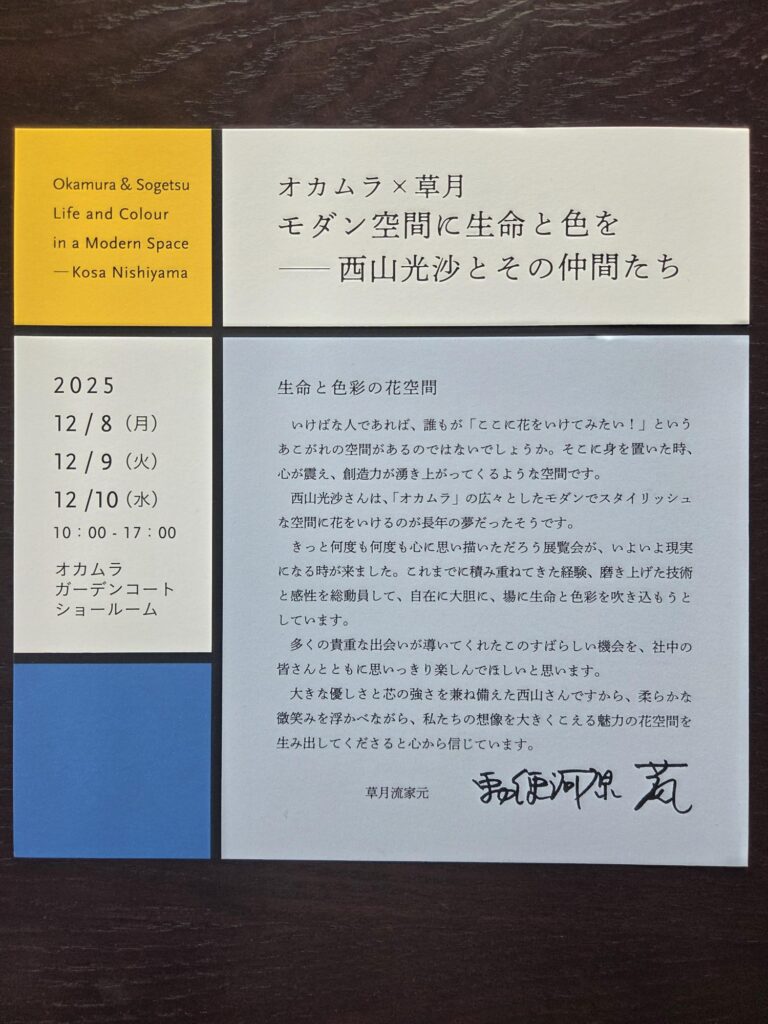 Okamura & Sogetsu
Life and Colour
in a Modern Space
—Kosa Nishiyama
オカムラ×草月
モダン空間に生命と色を
——西山光沙とその仲間たち
2025
12/8(月)
12/9(火)
12/10(水)
10:00-17:00
オカムラ
ガーデンコート
ショールーム
生命と色彩の花空間
いけばな人であれば、誰もが「ここに花をいけてみたい!」という
あこがれの空間があるのではないでしょうか。そこに身を置いた時、
心が震え、創造力が湧き上がってくるような空間です。
西山光沙さんは、「オカムラ」の広々としたモダンでスタイリッシュ
な空間に花をいけるのが長年の夢だったそうです。
きっと何度も何度も心に思い描いただろう展覧会が、いよいよ現実
になる時が来ました。これまでに積み重ねてきた経験、磨き上げた技術
と感性を総動員して、自在に大胆に、場に生命と色彩を吹き込もうと
しています。
多くの貴重な出会いが導いてくれたこのすばらしい機会を、社中の
皆さんとともに思いっきり楽しんでほしいと思います。
大きな優しさと芯の強さを兼ね備えた西山さんですから、柔らかな
微笑みを浮かべながら、私たちの想像を大きくこえる魅力の花空間を
生み出してくださると心から信じています。
草月流家元 勅使河原 茜